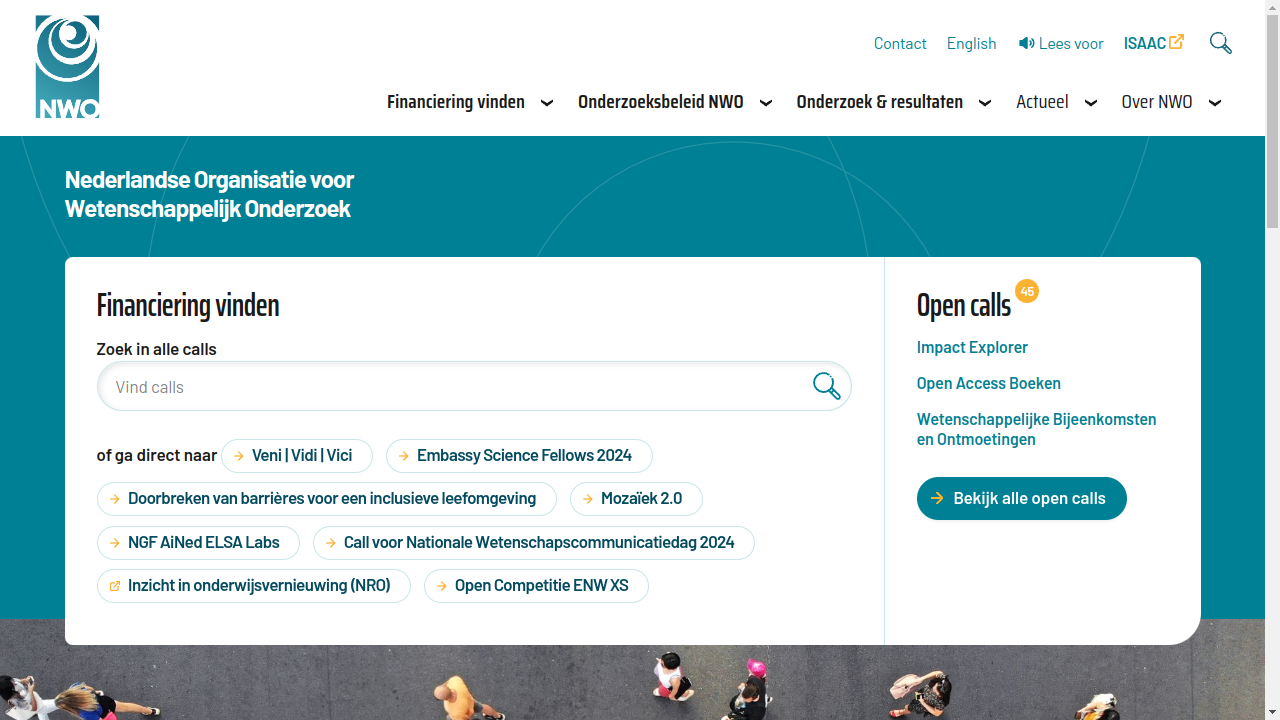 NWO
Contact English Lees voor ISAAC
Financiering vinden Onderzoeksbeleid NWO Onderzoek & resultaten Actueel Over NWO
Nederlandse Organisatie voor
Wetenschappelijk Onderzoek
Financiering vinden
Zoek in alle calls
Vind calls
of ga direct naar Veni | Vidi | Vici Embassy Science Fellows 2024
Doorbreken van barrières voor een inclusieve leefomgeving Mozaïek 2.0
NGF AiNed ELSA Labs Call voor Nationale Wetenschapscommunicatiedag 2024
Inzicht in onderwijsvernieuwing (NRO) Open Competitie ENW XS
Open calls 45
Impact Explorer
Open Access Boeken
Wetenschappelijke Bijeenkomsten
en Ontmoetingen
Bekijk alle open calls